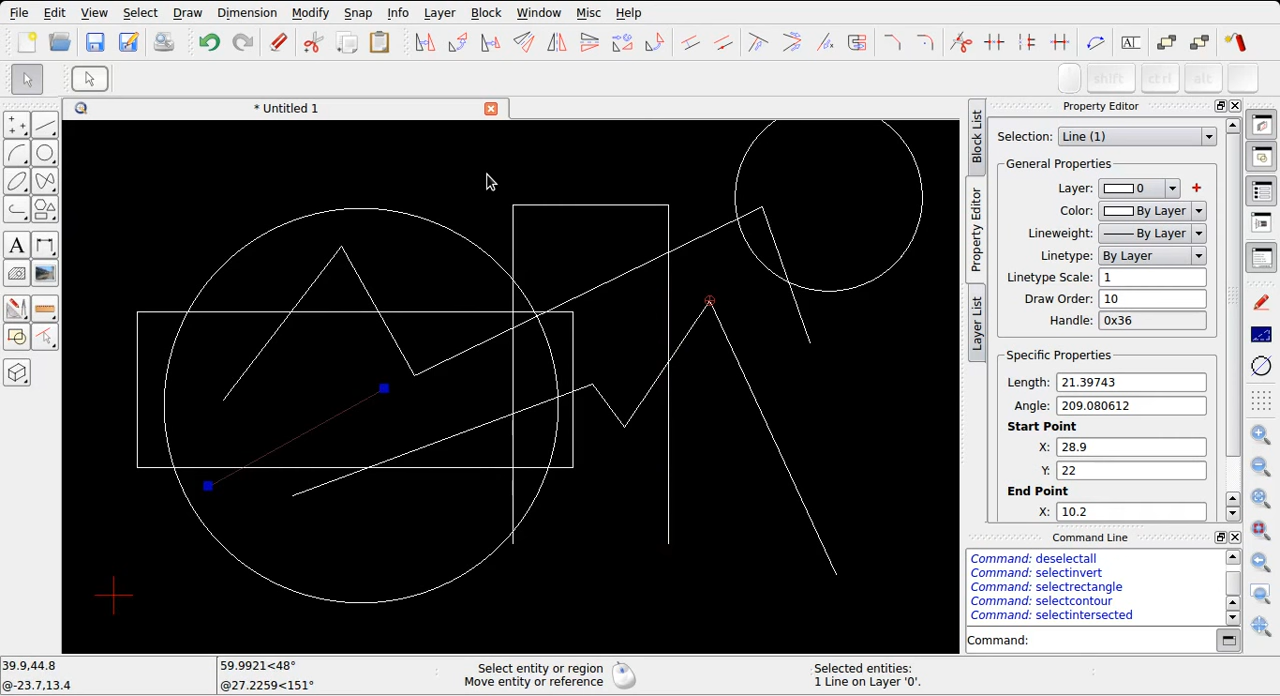 File Edit View Select Draw Dimension Modify Snap Info Layer Block Window Misc Help
shift ctrl alt
* Untitled 1
Property Editor
Block List
Property Editor
Layer List
Selection: Line (1)
General Properties
Layer: 0
Color: By Layer
Lineweight: By Layer
Linetype: By Layer
Linetype Scale: 1
Draw Order: 10
Handle: 0x36
Specific Properties
Length: 21.39743
Angle: 209.080612
Start Point
X: 28.9
Y: 22
End Point
X: 10.2
Command Line
Command: deselectall
Command: selectinvert
Command: selectrectangle
Command: selectcontour
Command: selectintersected
Command:
39.9,44.8
@-23.7,13.4
59.9921<48°
@27.2259<151°
Select entity or region
Move entity or reference
Selected entities:
1 Line on Layer '0'.